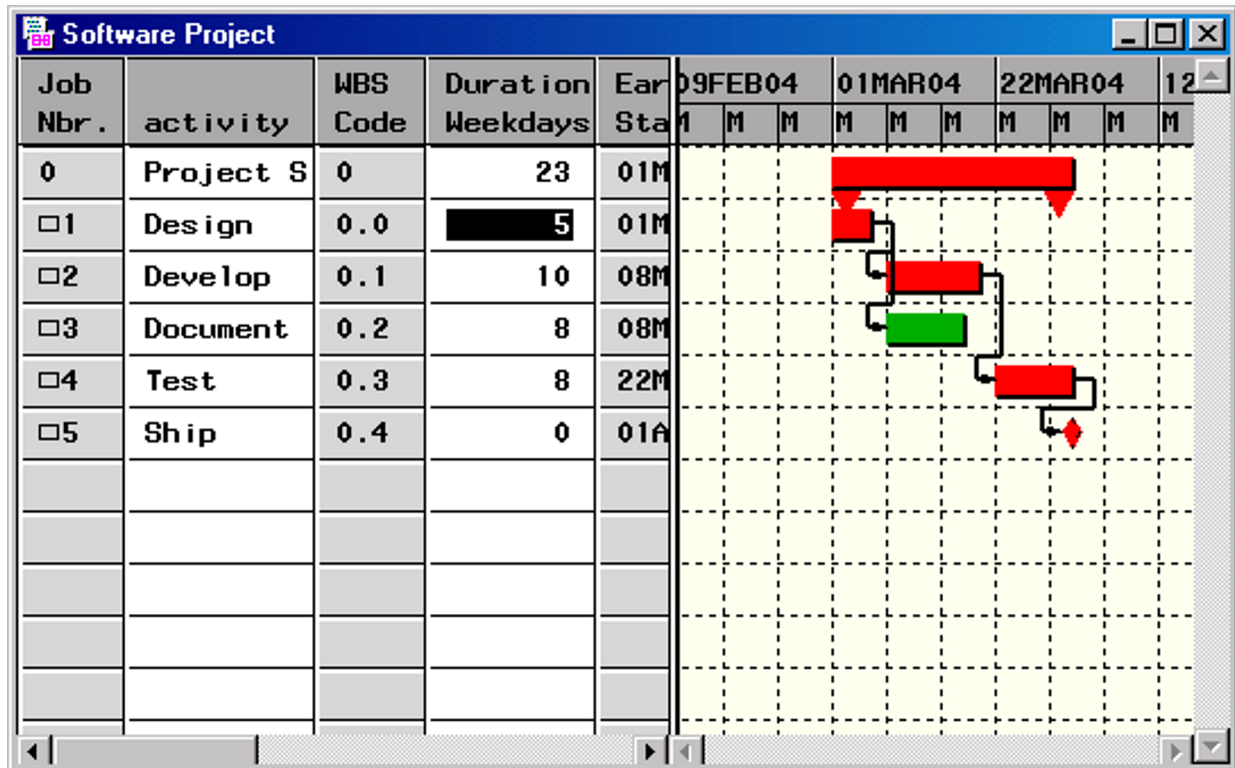 Software Project
Job activity WBS Duration Ear 09FEB04 01MAR04 22MAR04 12
Nbr. Code Weekdays Sta M M M M M M M M M M
0 Project S 0 23 01M
1 Design 0.0 5 01M
2 Develop 0.1 10 08M
3 Document 0.2 8 08M
4 Test 0.3 8 22M
5 Ship 0.4 0 01A